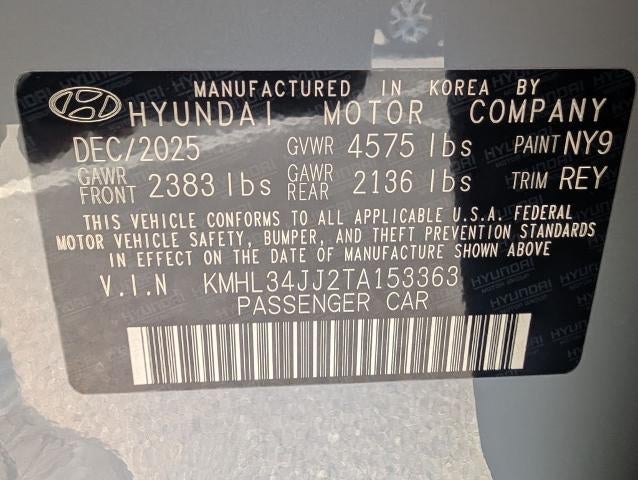 MANUFACTURED IN KOREA BY
HYUNDAI MOTOR COMPANY
DEC/2025 GVWR 4575 lbs PAINT NY9
GAWR FRONT 2383 lbs GAWR REAR 2136 lbs TRIM REY
THIS VEHICLE CONFORMS TO ALL APPLICABLE U.S.A. FEDERAL
MOTOR VEHICLE SAFETY, BUMPER, AND THEFT PREVENTION STANDARDS
IN EFFECT ON THE DATE OF MANUFACTURE SHOWN ABOVE
V.I.N KMHL34JJ2TA153363
PASSENGER CAR